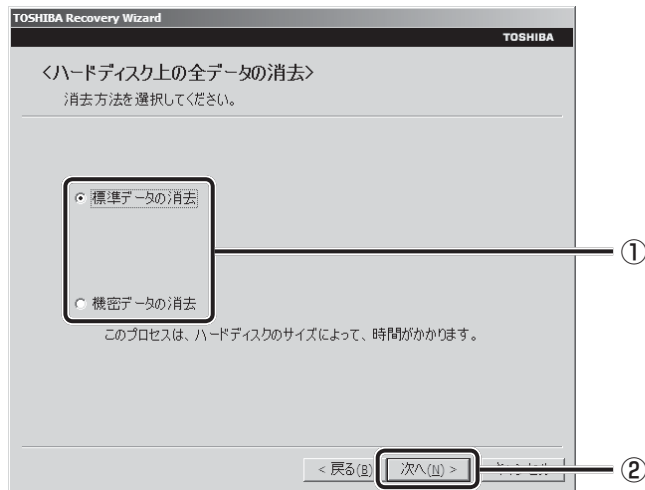 TOSHIBA Recovery Wizard
TOSHIBA
<ハードディスク上の全データの消去>
消去方法を選択してください。
標準データの消去
①
機密データの消去
このプロセスは、ハードディスクのサイズによって、時間がかかります。
< 戻る(B) 次へ(N) >
②